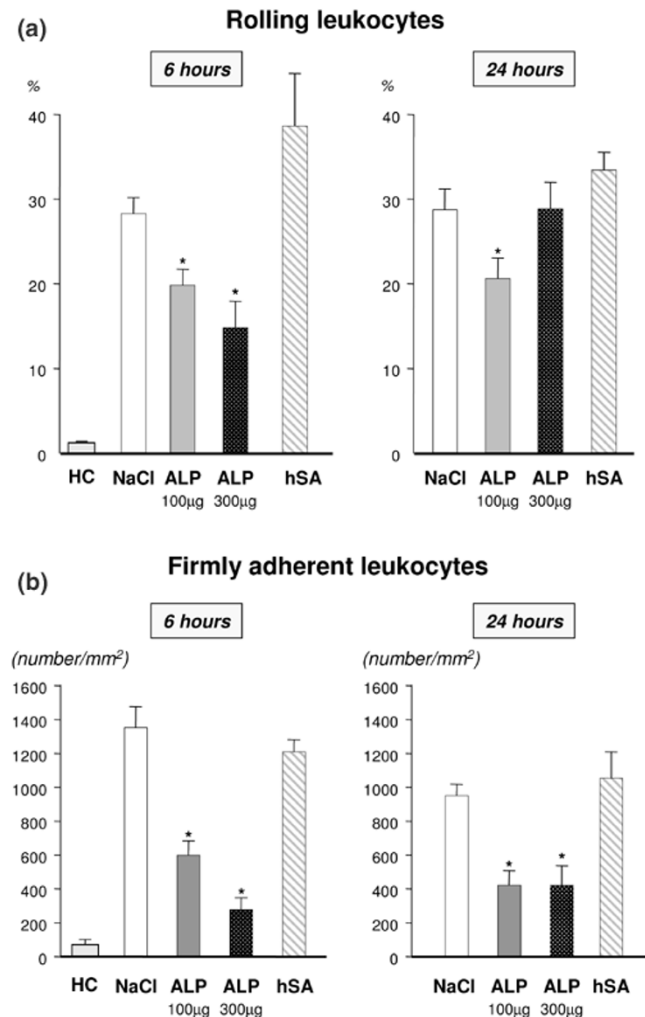 (a)
Rolling leukocytes
6 hours
24 hours
%
%
40
30
20
10
0
40
30
20
10
0
*
*
*
HC NaCl ALP ALP hSA
100µg 300µg
NaCl ALP ALP hSA
100µg 300µg
(b)
Firmly adherent leukocytes
6 hours
24 hours
(number/mm²)
(number/mm²)
1600
1400
1200
1000
800
600
400
200
0
1600
1400
1200
1000
800
600
400
200
0
*
*
*
*
HC NaCl ALP ALP hSA
100µg 300µg
NaCl ALP ALP hSA
100µg 300µg